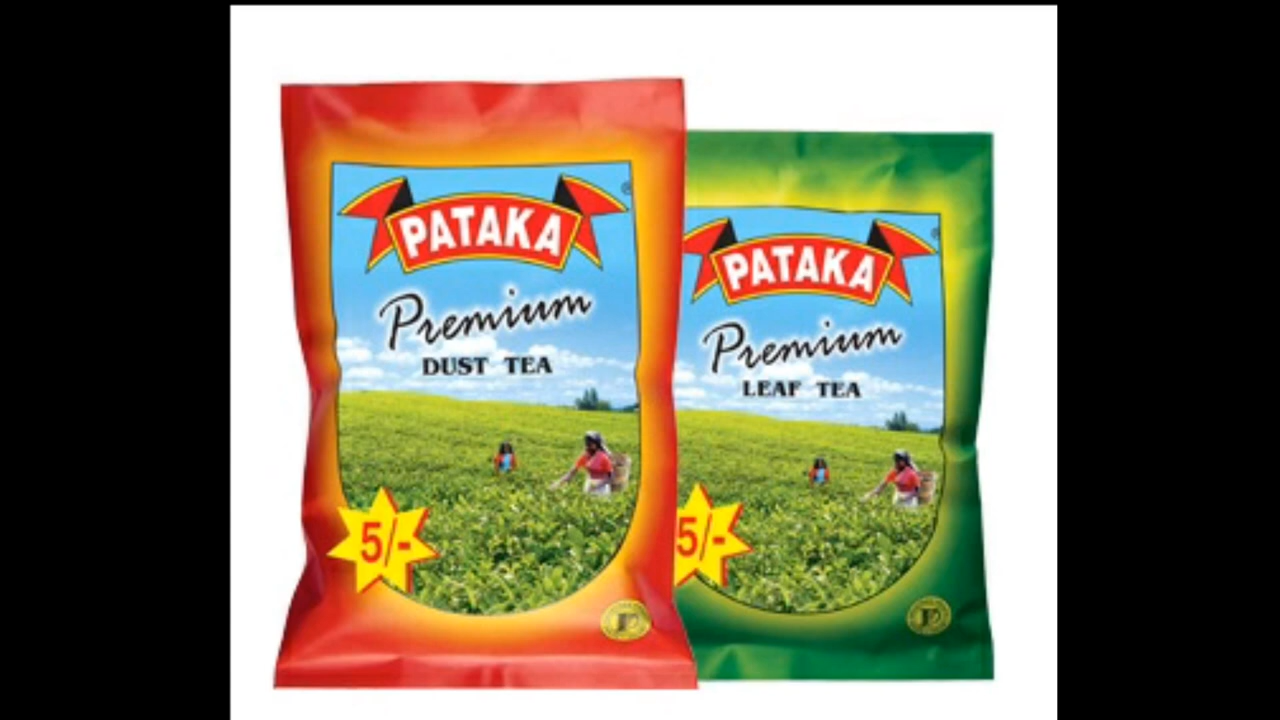 PATAKA
®
Premium
DUST TEA
5/-
PATAKA
®
Premium
LEAF TEA
5/-